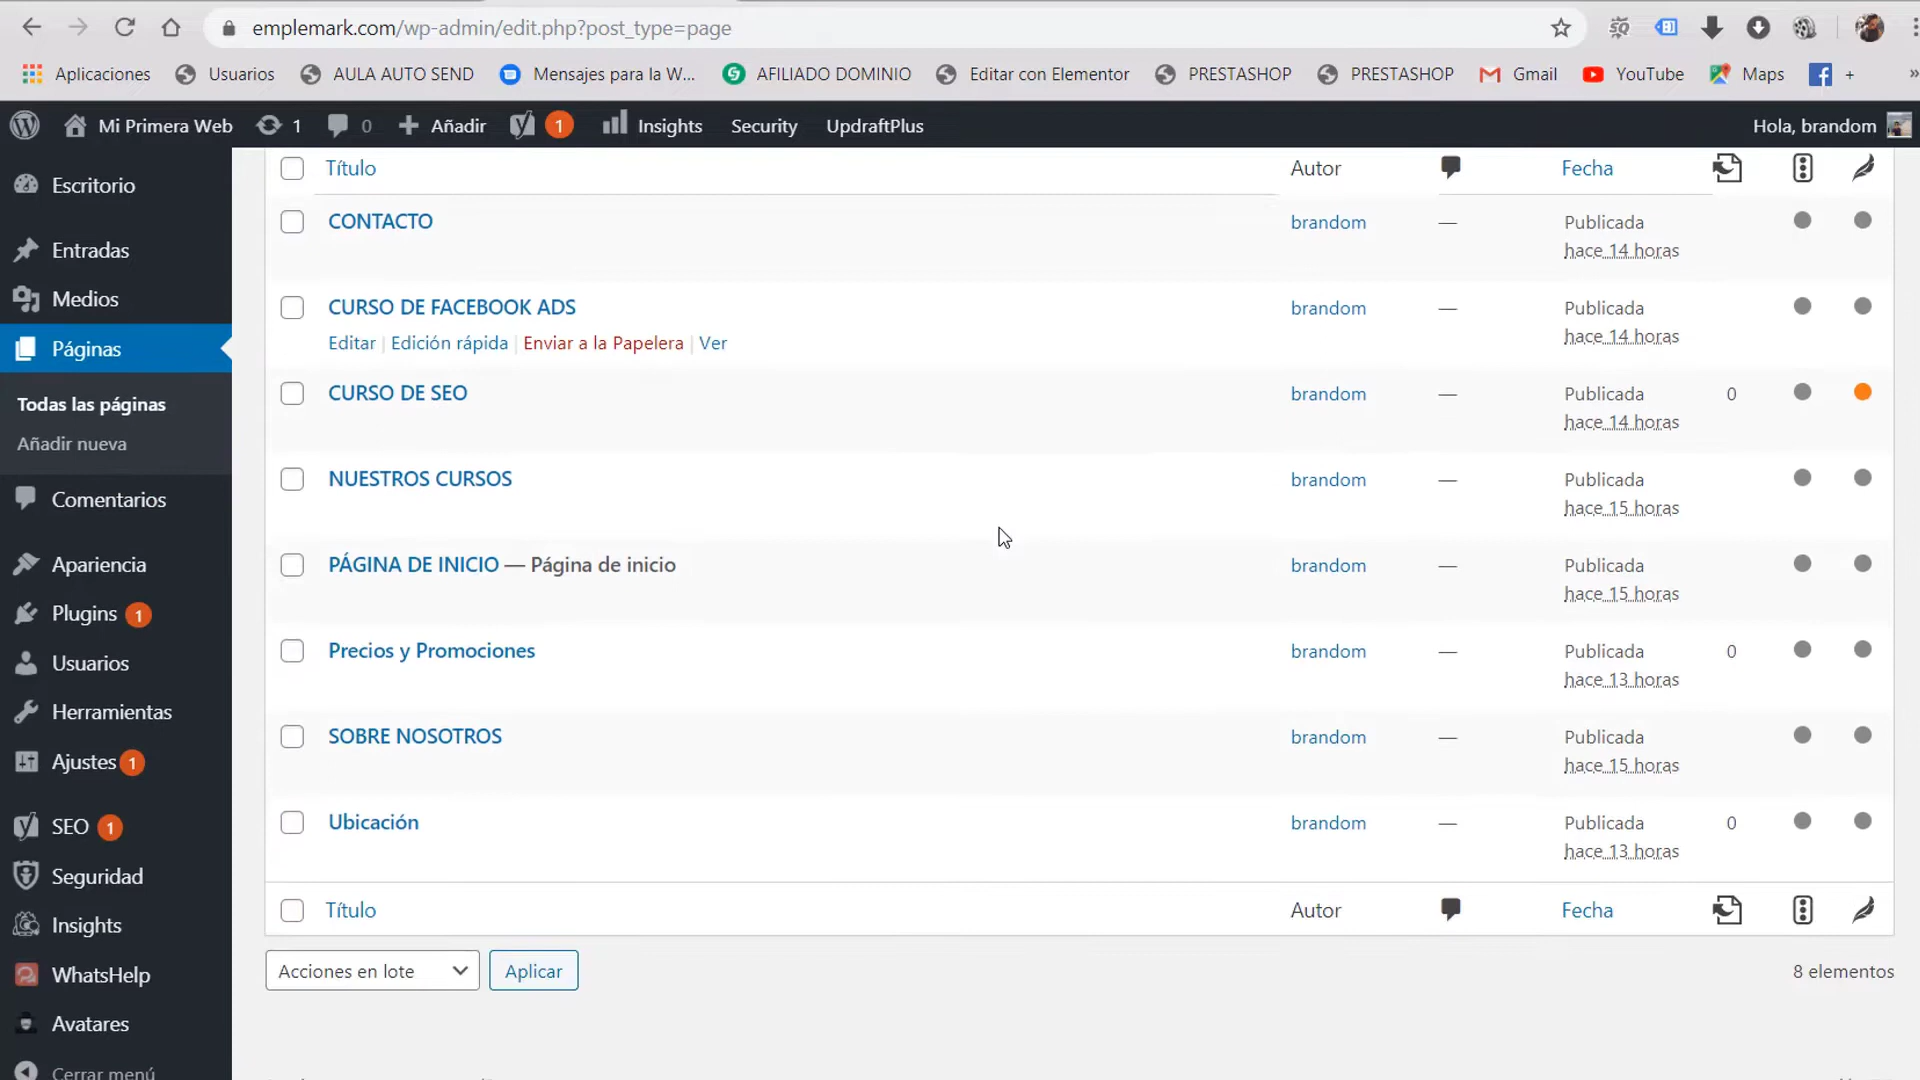 emplemark.com/wp-admin/edit.php?post_type=page
Aplicaciones Usuarios AULA AUTO SEND Mensajes para la W... AFILIADO DOMINIO Editar con Elementor PRESTASHOP PRESTASHOP Gmail YouTube Maps + »
Mi Primera Web 1 0 Añadir 1 Insights Security UpdraftPlus Hola, brandom
Escritorio
Entradas
Medios
Páginas
Todas las páginas
Añadir nueva
Comentarios
Apariencia
Plugins 1
Usuarios
Herramientas
Ajustes 1
SEO 1
Seguridad
Insights
WhatsHelp
Avatares
Cerrar menú
Título Autor Fecha
CONTACTO brandom — Publicada
hace 14 horas
CURSO DE FACEBOOK ADS brandom — Publicada
hace 14 horas
Editar | Edición rápida | Enviar a la Papelera | Ver
CURSO DE SEO brandom — Publicada 0
hace 14 horas
NUESTROS CURSOS brandom — Publicada
hace 15 horas
PÁGINA DE INICIO — Página de inicio brandom — Publicada
hace 15 horas
Precios y Promociones brandom — Publicada 0
hace 13 horas
SOBRE NOSOTROS brandom — Publicada
hace 15 horas
Ubicación brandom — Publicada 0
hace 13 horas
Título Autor Fecha
Acciones en lote Aplicar 8 elementos